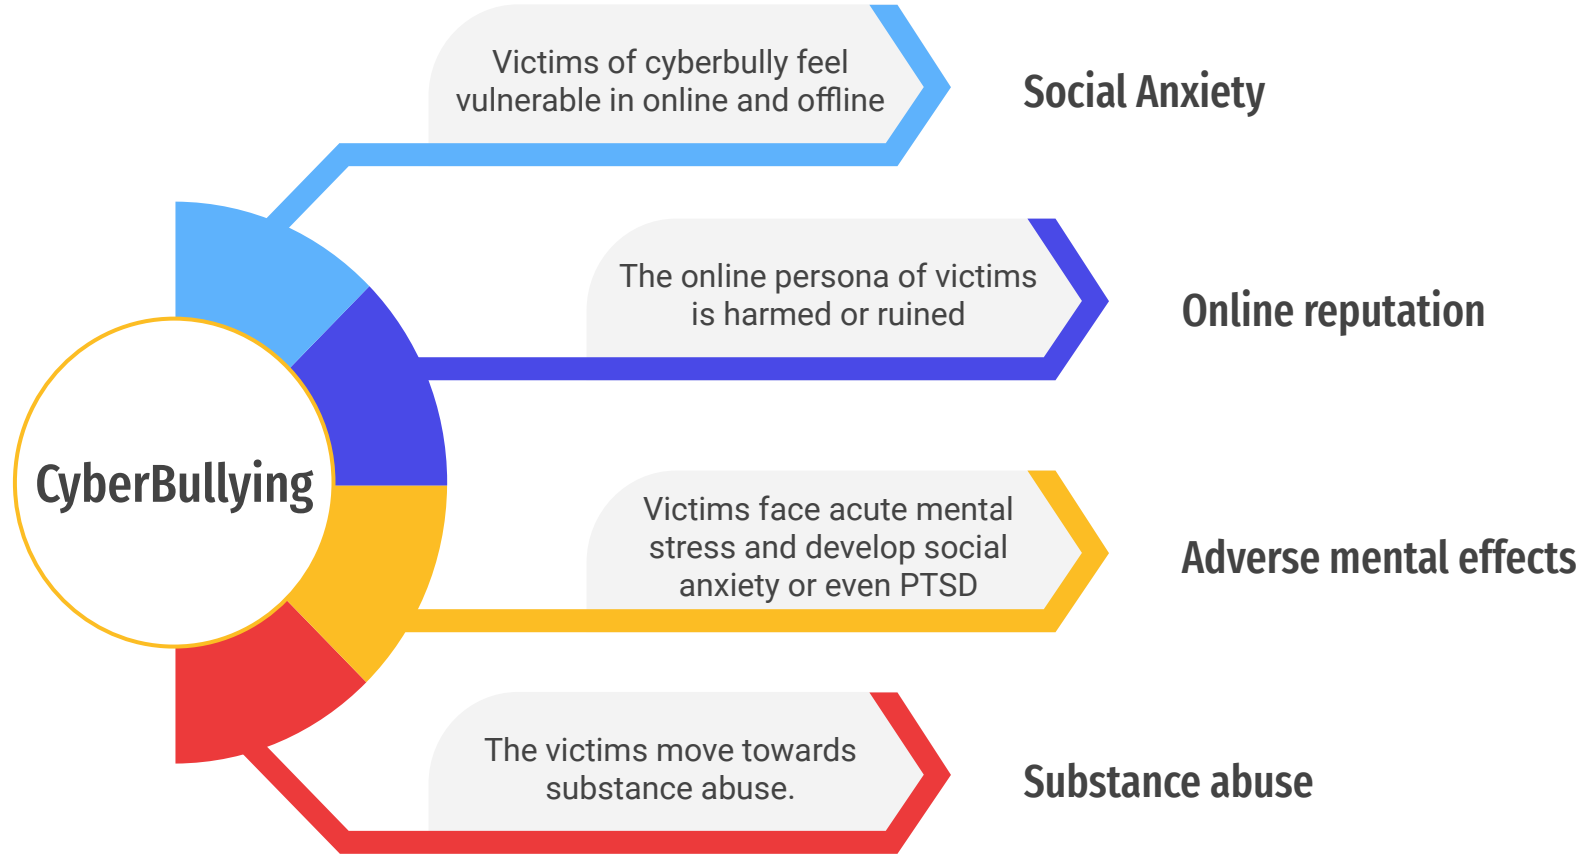 Victims of cyberbully feel
vulnerable in online and offline
Social Anxiety
The online persona of victims
is harmed or ruined
Online reputation
CyberBullying
Victims face acute mental
stress and develop social
anxiety or even PTSD
Adverse mental effects
The victims move towards
substance abuse.
Substance abuse